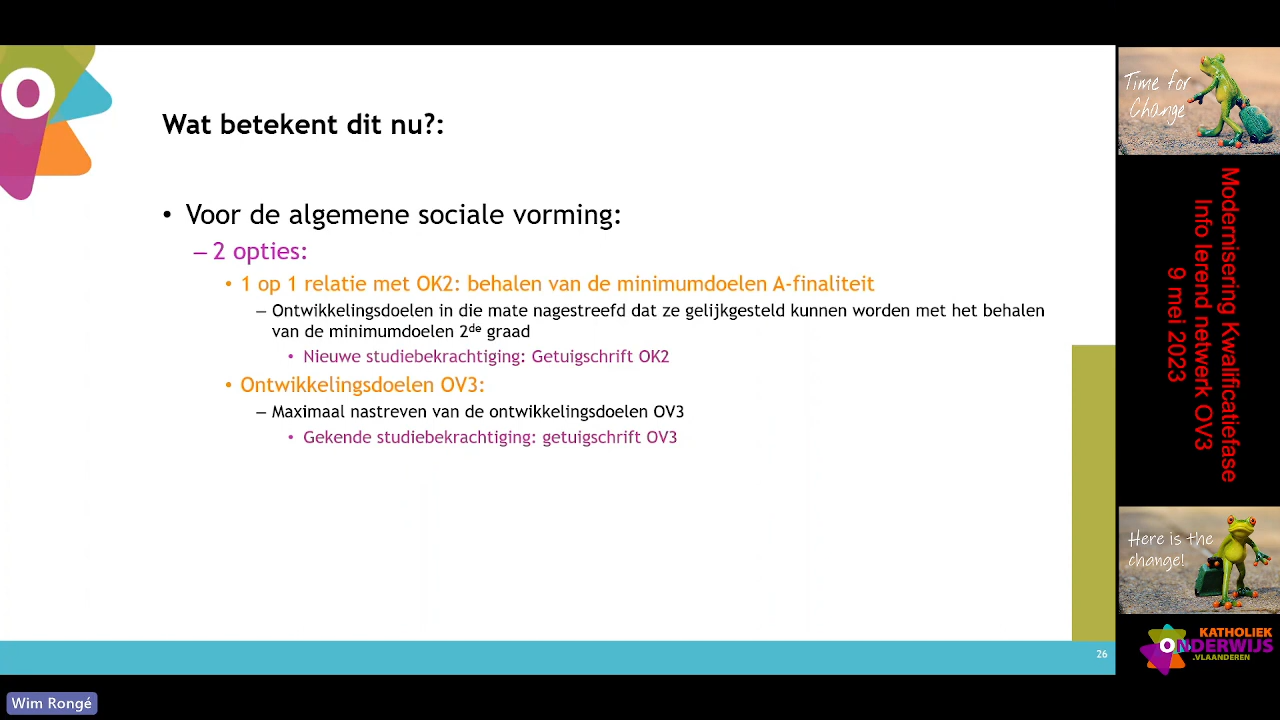 Wat betekent dit nu?:
• Voor de algemene sociale vorming:
– 2 opties:
• 1 op 1 relatie met OK2: behalen van de minimumdoelen A-finaliteit
– Ontwikkelingsdoelen in die mate nagestreefd dat ze gelijkgesteld kunnen worden met het behalen
van de minimumdoelen 2de graad
• Nieuwe studiebekrachtiging: Getuigschrift OK2
• Ontwikkelingsdoelen OV3:
– Maximaal nastreven van de ontwikkelingsdoelen OV3
• Gekende studiebekrachtiging: getuigschrift OV3
26
Time for
Change
Modernisering Kwalificatiefase
Info lerend netwerk OV3
9 mei 2023
Here is the
change!
KATHOLIEK
ONDERWIJS
.VLAANDEREN
Wim Rongé